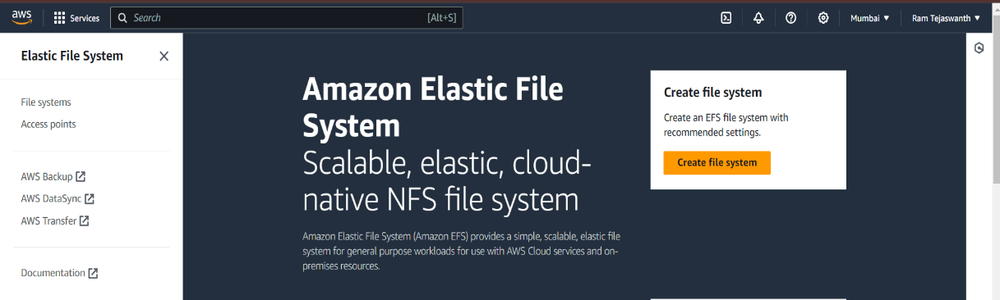 aws
Services
Search
[Alt+S]
Mumbai
Ram Tejaswanth
Elastic File System
File systems
Access points
AWS Backup
AWS DataSync
AWS Transfer
Documentation
Amazon Elastic File
System
Scalable, elastic, cloud-
native NFS file system
Amazon Elastic File System (Amazon EFS) provides a simple, scalable, elastic file
system for general purpose workloads for use with AWS Cloud services and on-
premises resources.
Create file system
Create an EFS file system with
recommended settings.
Create file system